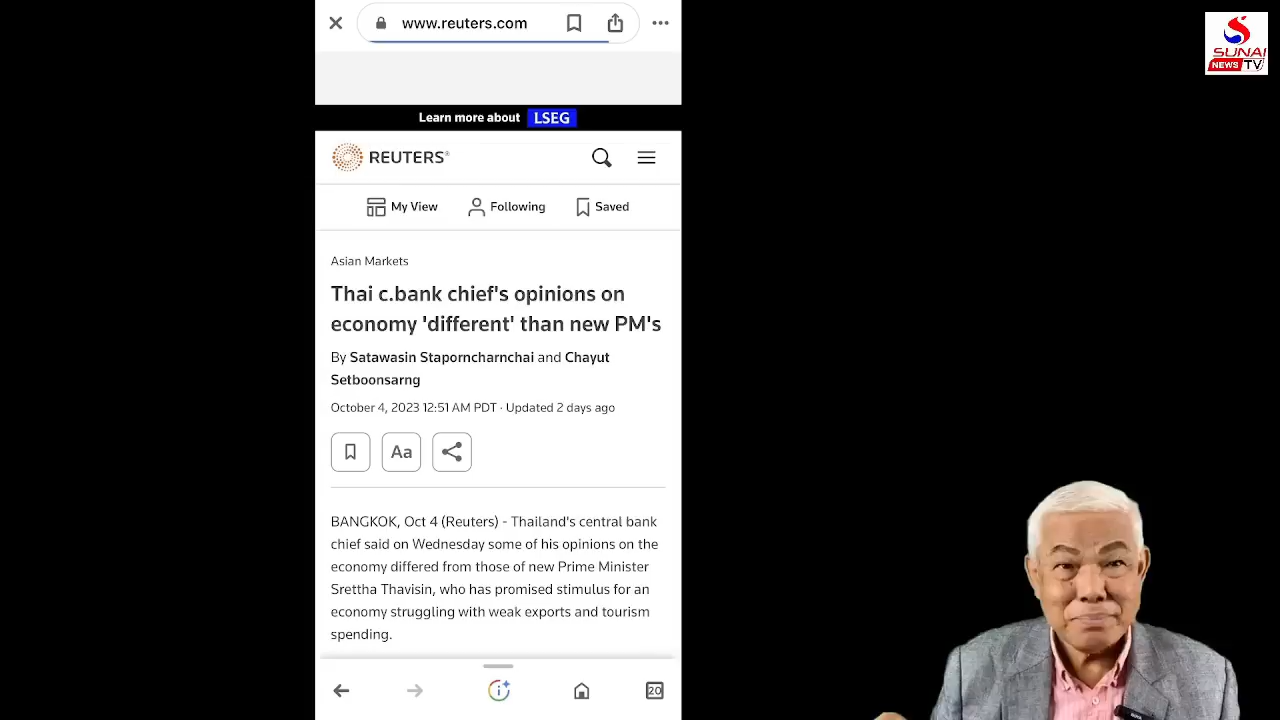 www.reuters.com
SUNAI
NEWS TV
Learn more about LSEG
REUTERS®
My View Following Saved
Asian Markets
Thai c.bank chief's opinions on
economy 'different' than new PM's
By Satawasin Stapornchanchai and Chayut
Setboonsarng
October 4, 2023 12:51 AM PDT · Updated 2 days ago
Aa
BANGKOK, Oct 4 (Reuters) - Thailand's central bank
chief said on Wednesday some of his opinions on the
economy differed from those of new Prime Minister
Srettha Thavisin, who has promised stimulus for an
economy struggling with weak exports and tourism
spending.
20